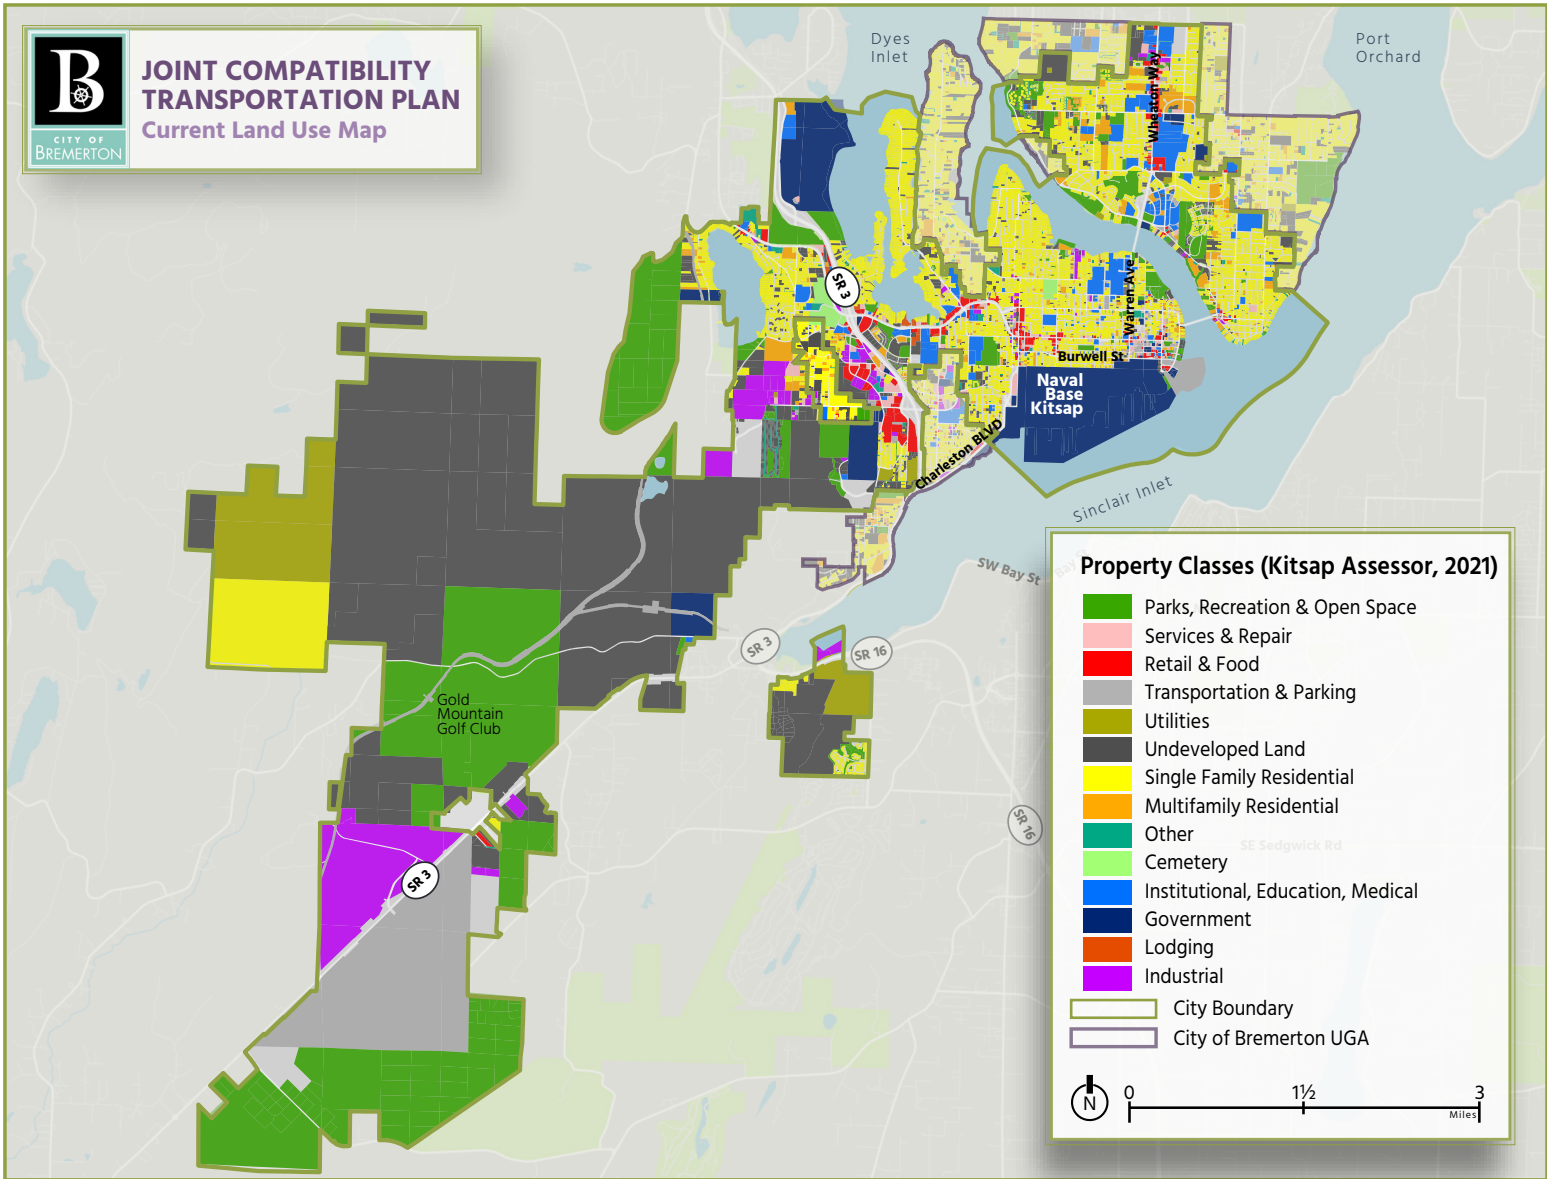 B
CITY OF
BREMERTON
JOINT COMPATIBILITY
TRANSPORTATION PLAN
Current Land Use Map
Dyes
Inlet
Port
Orchard
Wheaton Way
Warren Ave
SR 3
Burwell St
Naval
Base
Kitsap
Charleston BLVD
Sinclair Inlet
SW Bay St
Bay St
SR 3
SR 16
SR 16
SE Sedgwick Rd
Gold
Mountain
Golf Club
SR 3
Property Classes (Kitsap Assessor, 2021)
Parks, Recreation & Open Space
Services & Repair
Retail & Food
Transportation & Parking
Utilities
Undeveloped Land
Single Family Residential
Multifamily Residential
Other
Cemetery
Institutional, Education, Medical
Government
Lodging
Industrial
City Boundary
City of Bremerton UGA
N
0 1½ 3
Miles